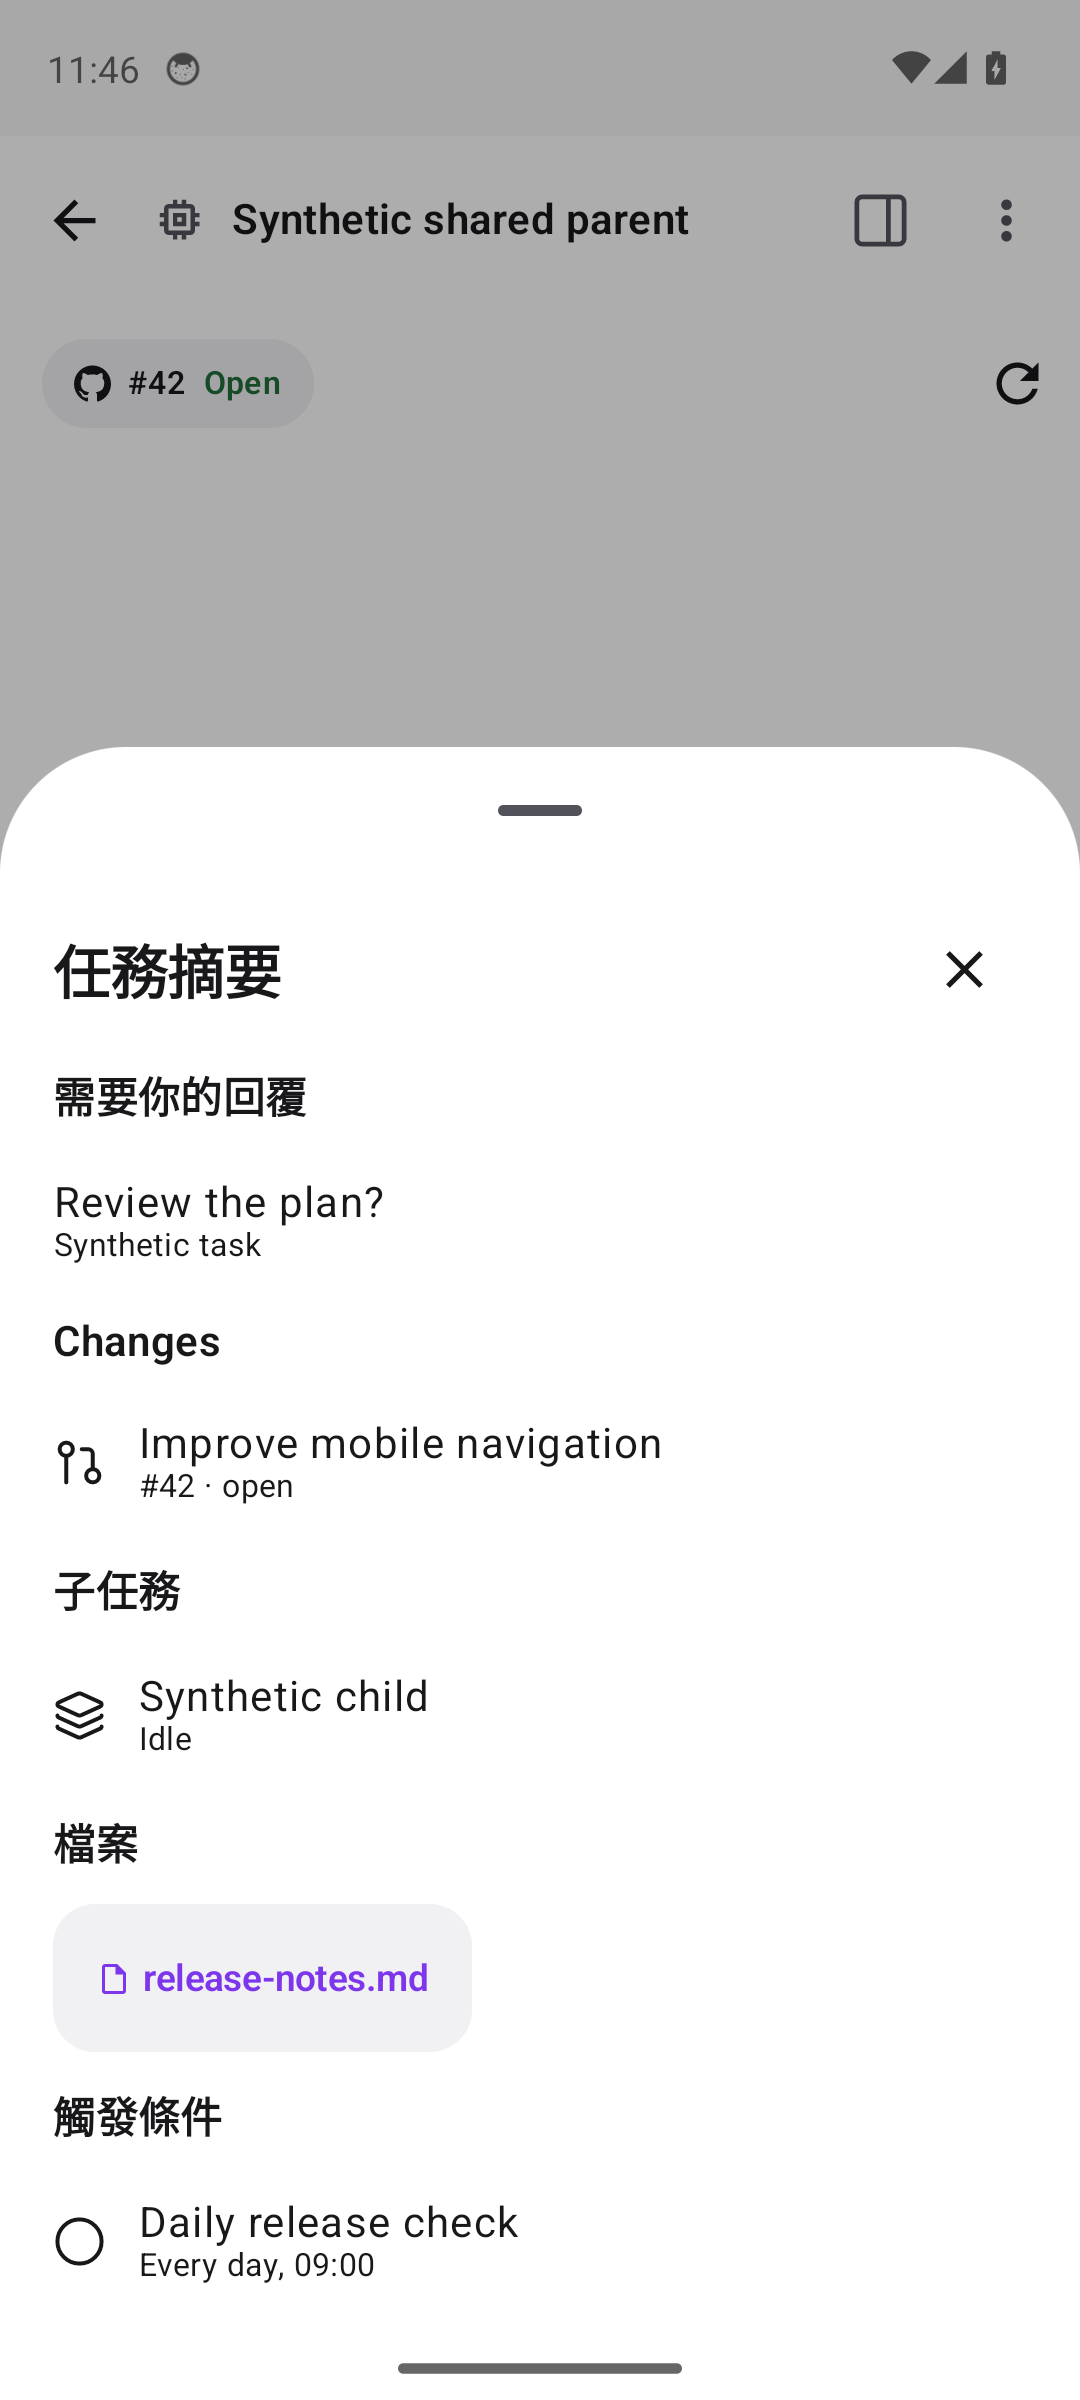 11:46
Synthetic shared parent
#42 Open
任務摘要
需要你的回覆
Review the plan?
Synthetic task
Changes
Improve mobile navigation
#42 · open
子任務
Synthetic child
Idle
檔案
release-notes.md
觸發條件
Daily release check
Every day, 09:00